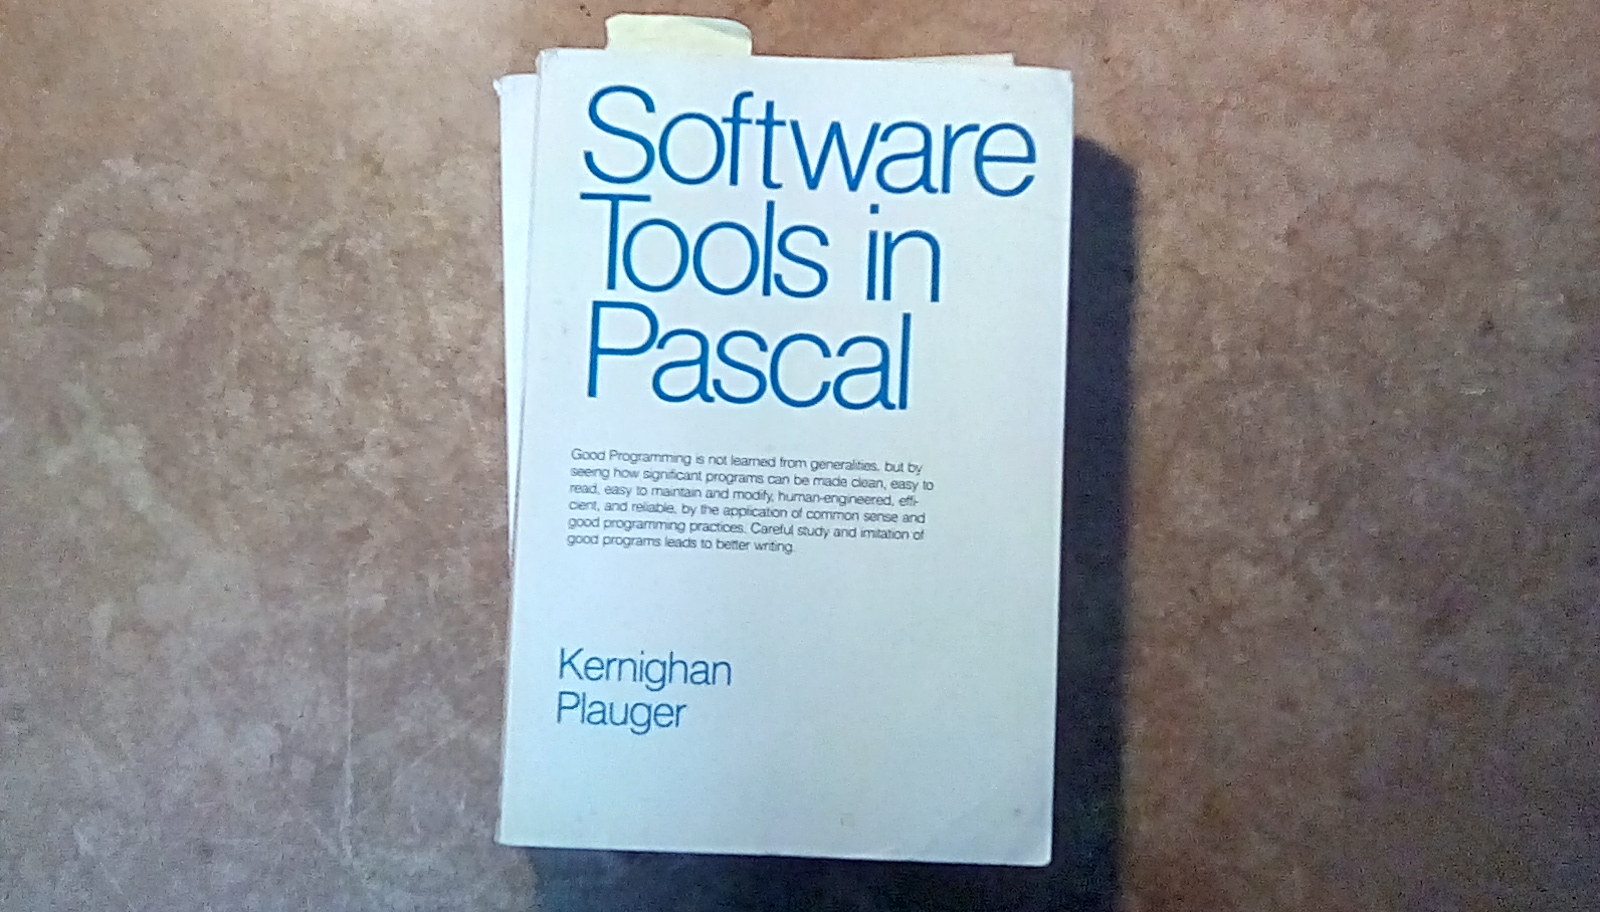 Software
Tools in
Pascal
Good Programming is not learned from generalities, but by
seeing how significant programs can be made clean, easy to
read, easy to maintain and modify, human-engineered, effi-
cient, and reliable, by the application of common sense and
good programming practices. Careful study and imitation of
good programs leads to better writing.
Kernighan
Plauger